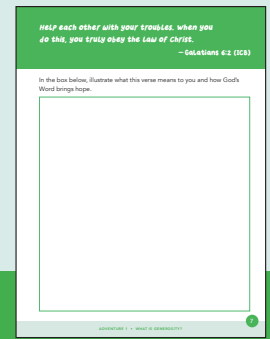 Help each other with your troubles. When you
do this, you truly obey the law of Christ.
— Galatians 6:2 (ICB)
In the box below, illustrate what this verse means to you and how God's
Word brings hope.
7
ADVENTURE 1 • WHAT IS GENEROSITY?